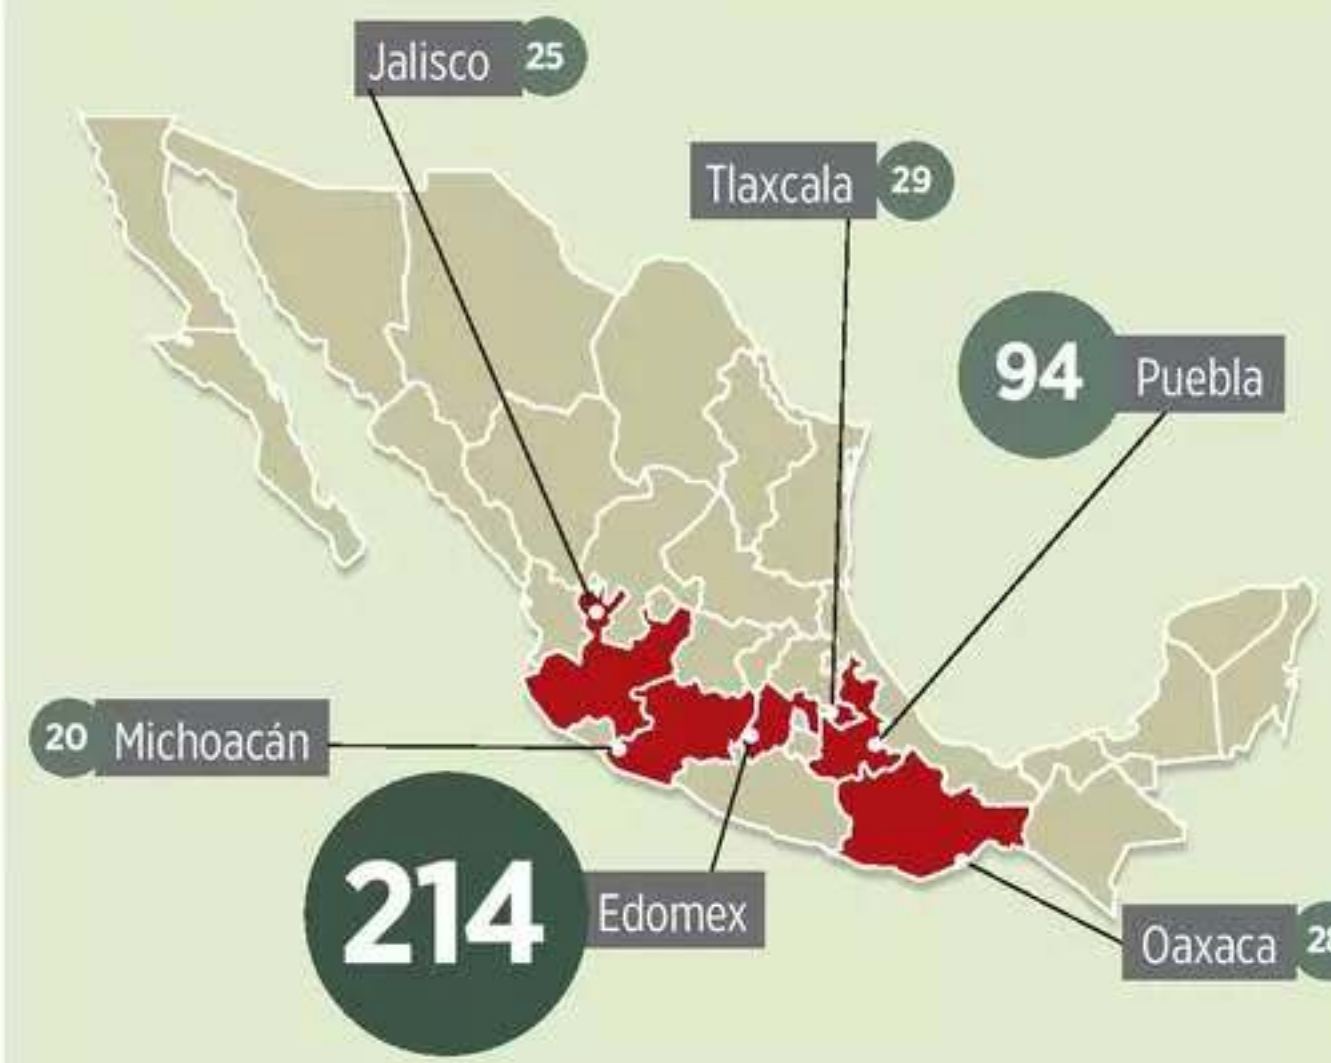 Jalisco 25
Tlaxcala 29
94 Puebla
20 Michoacán
214 Edomex
Oaxaca